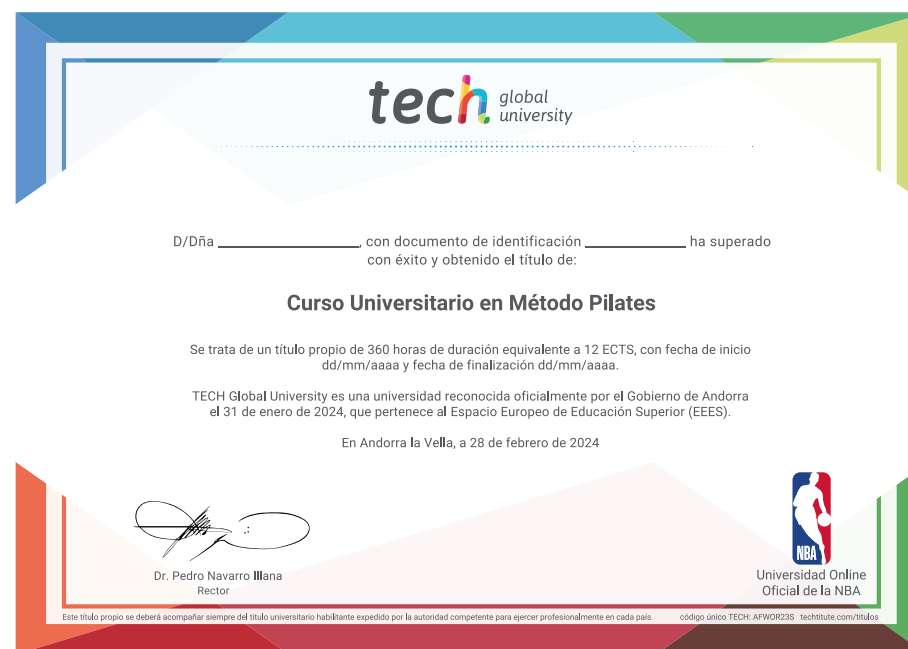 tech global
university
D/Dña ____________________, con documento de identificación ______________ ha superado
con éxito y obtenido el título de:
Curso Universitario en Método Pilates
Se trata de un título propio de 360 horas de duración equivalente a 12 ECTS, con fecha de inicio
dd/mm/aaaa y fecha de finalización dd/mm/aaaa.
TECH Global University es una universidad reconocida oficialmente por el Gobierno de Andorra
el 31 de enero de 2024, que pertenece al Espacio Europeo de Educación Superior (EEES).
En Andorra la Vella, a 28 de febrero de 2024
NBA
Dr. Pedro Navarro Illana
Rector
Universidad Online
Oficial de la NBA
Este título propio se deberá acompañar siempre del título universitario habilitante expedido por la autoridad competente para ejercer profesionalmente en cada país. código único TECH: AFWOR23S techtitute.com/titulos